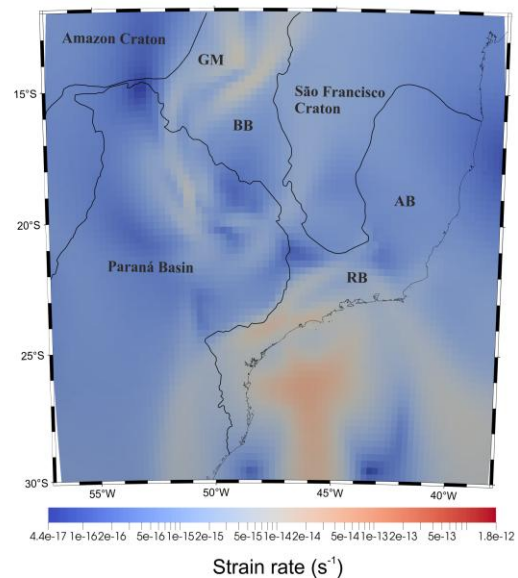 Amazon Craton
GM
15°S
São Francisco
Craton
BB
AB
20°S
Paraná Basin
RB
25°S
30°S
55°W 50°W 45°W 40°W
4.4e-17 1e-16 2e-16 5e-16 1e-15 2e-15 5e-15 1e-14 2e-14 5e-14 1e-13 2e-13 5e-13 1.8e-12
Strain rate (s⁻¹)